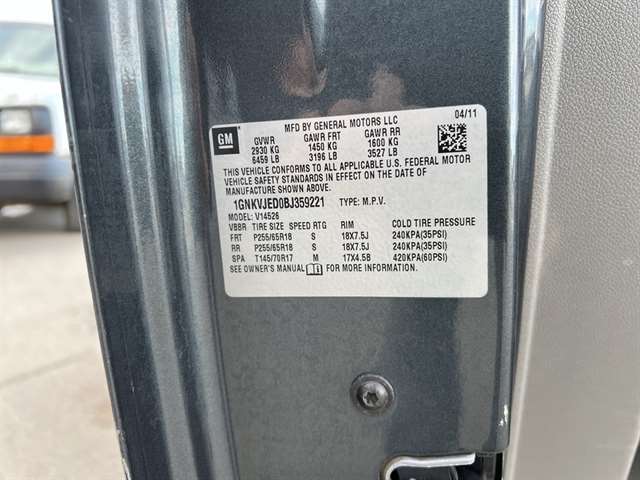 GM
MFD BY GENERAL MOTORS LLC 04/11
GVWR GAWR FRT GAWR RR
2930 KG 1450 KG 1600 KG
6459 LB 3196 LB 3527 LB
THIS VEHICLE CONFORMS TO ALL APPLICABLE U.S. FEDERAL MOTOR
VEHICLE SAFETY STANDARDS IN EFFECT ON THE DATE OF
MANUFACTURE SHOWN ABOVE.
1GNKVJED0BJ359221 TYPE: M.P.V.
MODEL: V14526
VBBR TIRE SIZE SPEED RTG RIM COLD TIRE PRESSURE
FRT P255/65R18 S 18X7.5J 240KPA(35PSI)
RR P255/65R18 S 18X7.5J 240KPA(35PSI)
SPA T145/70R17 M 17X4.5B 420KPA(60PSI)
SEE OWNER'S MANUAL FOR MORE INFORMATION.